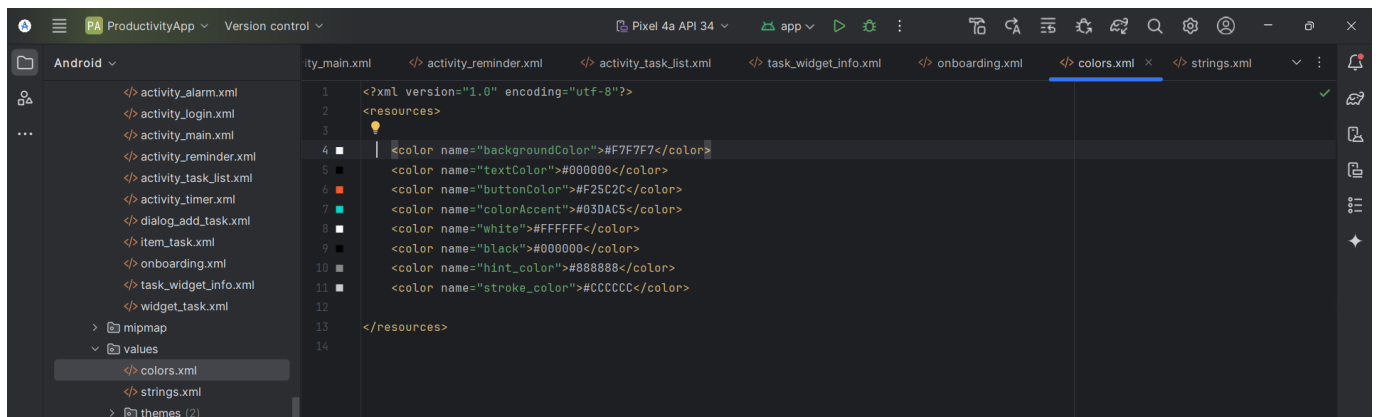 PA ProductivityApp Version control Pixel 4a API 34 app
Android
ity_main.xml activity_reminder.xml activity_task_list.xml task_widget_info.xml onboarding.xml colors.xml strings.xml
activity_alarm.xml
activity_login.xml
activity_main.xml
activity_reminder.xml
activity_task_list.xml
activity_timer.xml
dialog_add_task.xml
item_task.xml
onboarding.xml
task_widget_info.xml
widget_task.xml
mipmap
values
colors.xml
strings.xml
themes (2)
1 <?xml version="1.0" encoding="utf-8"?>
2 <resources>
3
4 <color name="backgroundColor">#F7F7F7</color>
5 <color name="textColor">#000000</color>
6 <color name="buttonColor">#F25C2C</color>
7 <color name="colorAccent">#03DAC5</color>
8 <color name="white">#FFFFFF</color>
9 <color name="black">#000000</color>
10 <color name="hint_color">#888888</color>
11 <color name="stroke_color">#CCCCCC</color>
12
13 </resources>
14